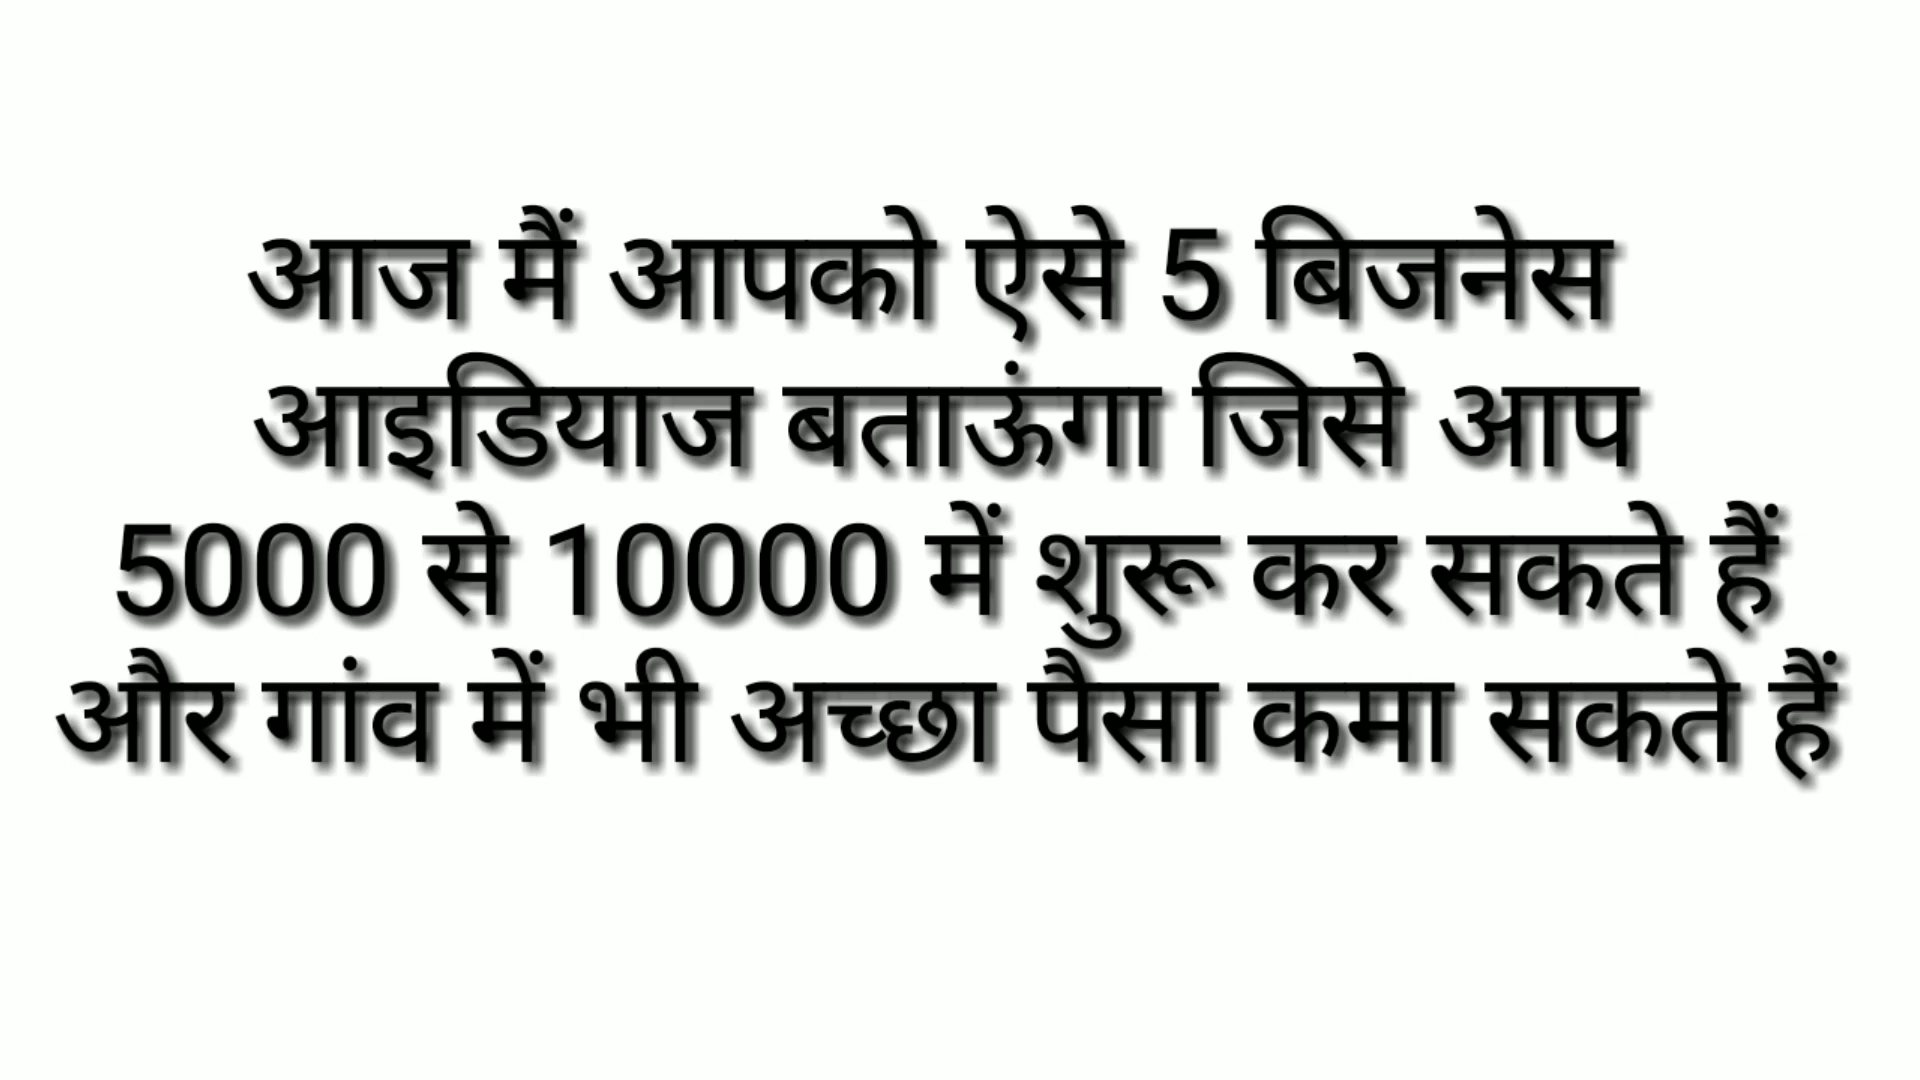 आज मैं आपको ऐसे 5 बिजनेस
आइडियाज बताऊंगा जिसे आप
5000 से 10000 में शुरू कर सकते हैं
और गांव में भी अच्छा पैसा कमा सकते हैं